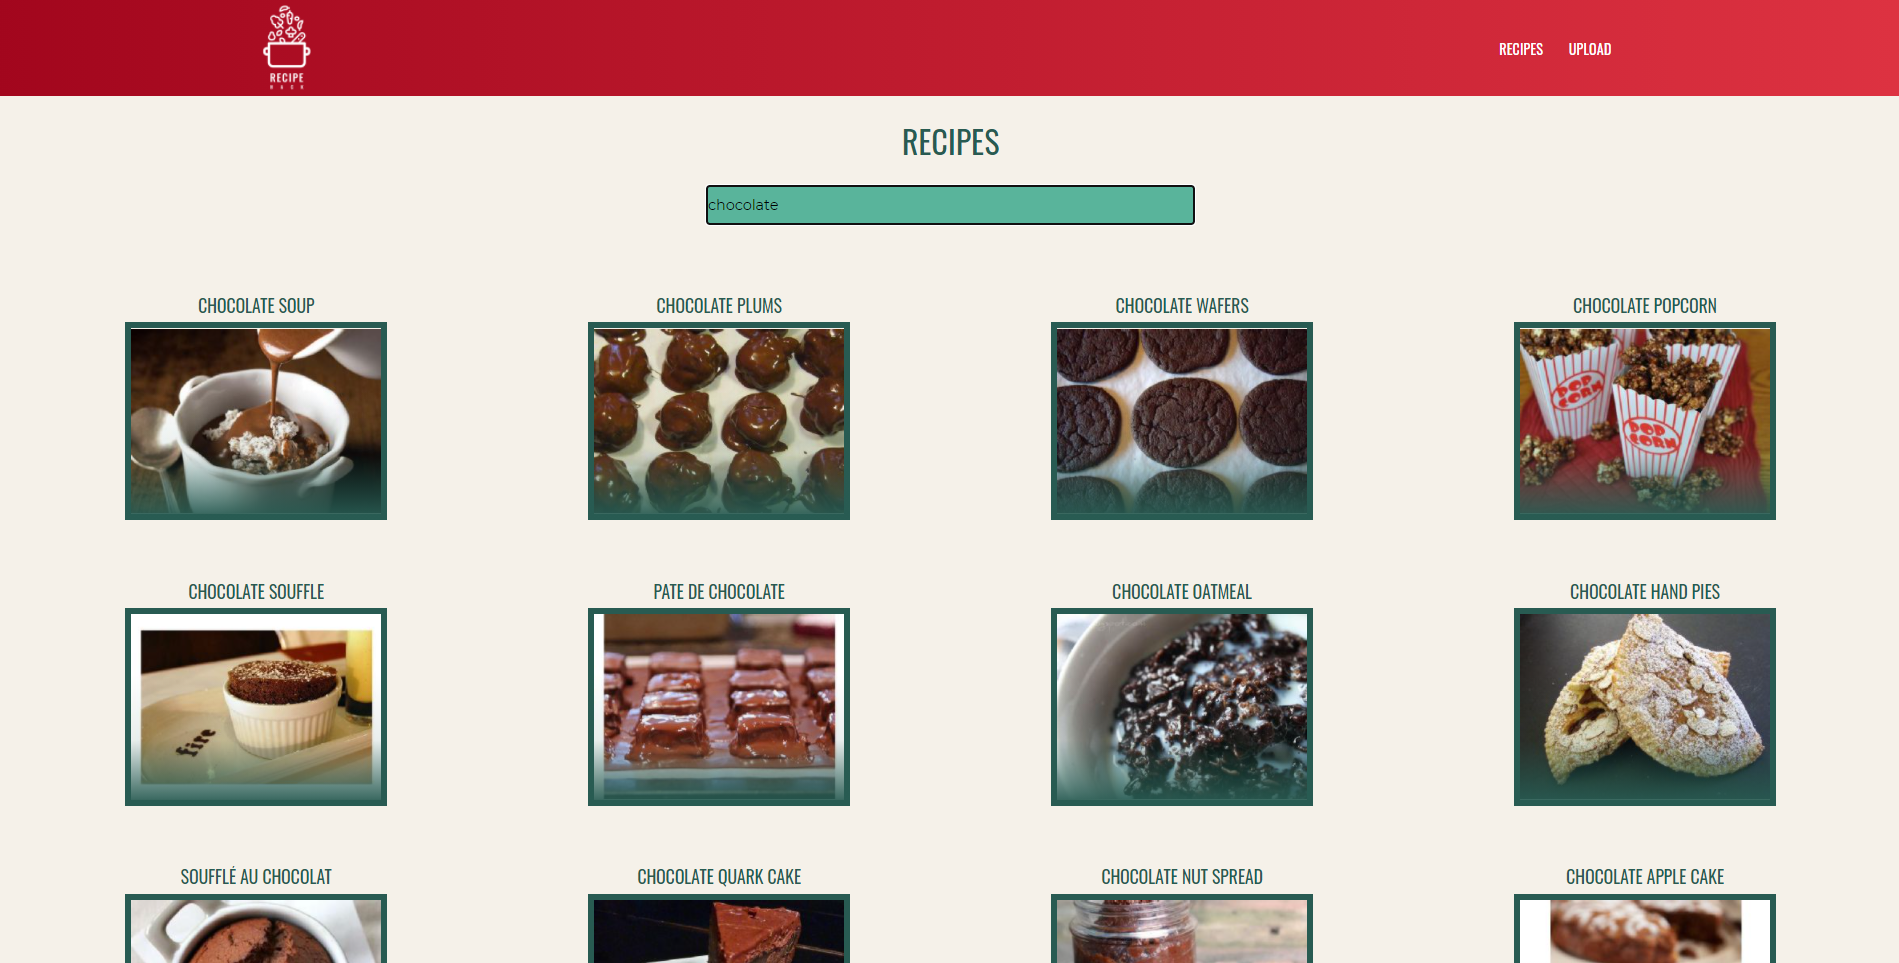 RECIPE
RECIPES UPLOAD
RECIPES
chocolate
CHOCOLATE SOUP CHOCOLATE PLUMS CHOCOLATE WAFERS CHOCOLATE POPCORN
POP CORN
POP CORN
CHOCOLATE SOUFFLE PATE DE CHOCOLATE CHOCOLATE OATMEAL CHOCOLATE HAND PIES
fire
SOUFFLÉ AU CHOCOLAT CHOCOLATE QUARK CAKE CHOCOLATE NUT SPREAD CHOCOLATE APPLE CAKE